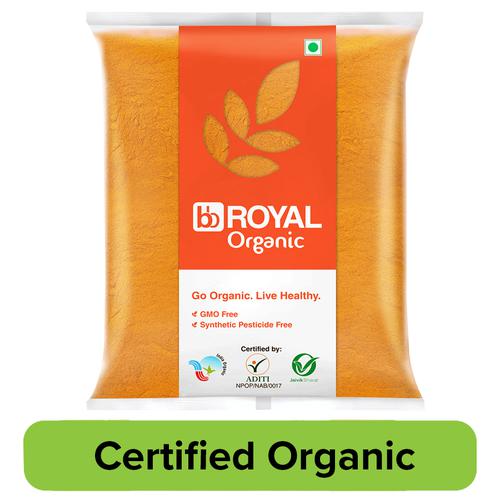 bb ROYAL
Organic
Go Organic. Live Healthy.
GMO Free
Synthetic Pesticide Free
Certified by:
ADITI
NPOP/NAB/0017
Jaivik Bharat
Certified Organic